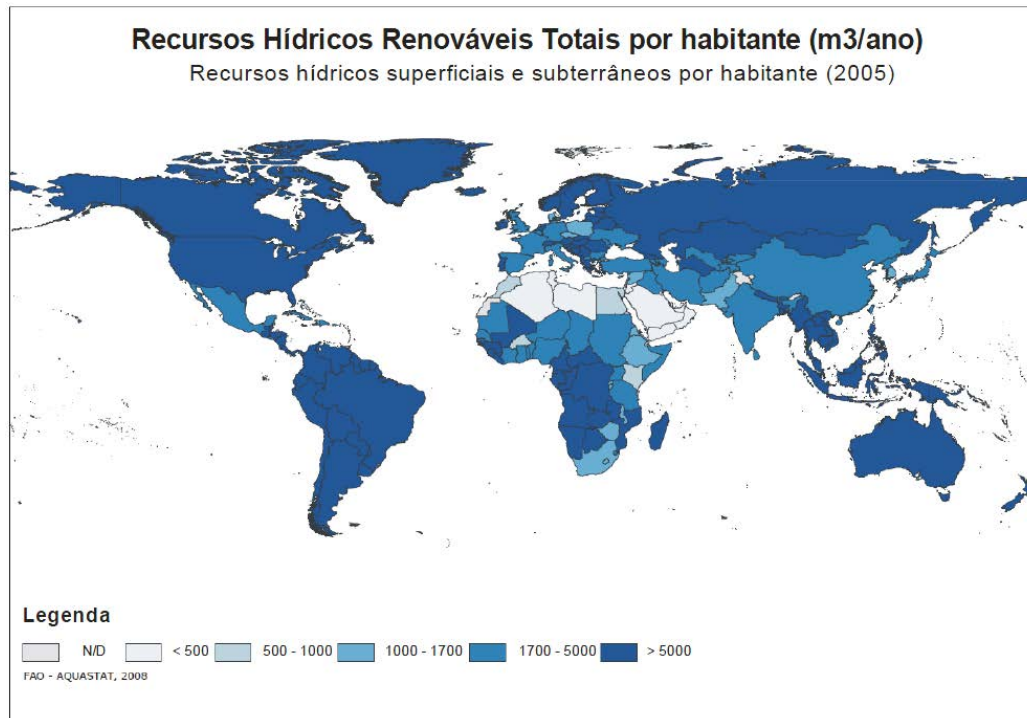 Recursos Hídricos Renováveis Totais por habitante (m3/ano)
Recursos hídricos superficiais e subterrâneos por habitante (2005)
Legenda
N/D < 500 500 - 1000 1000 - 1700 1700 - 5000 > 5000
FAO - AQUASTAT, 2008